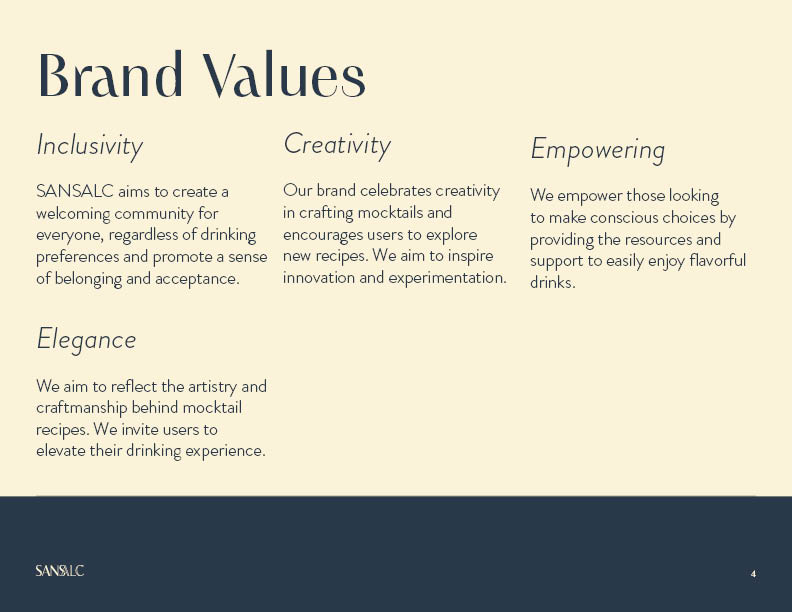 Brand Values
Inclusivity
SANSALC aims to create a
welcoming community for
everyone, regardless of drinking
preferences and promote a sense
of belonging and acceptance.
Creativity
Our brand celebrates creativity
in crafting mocktails and
encourages users to explore
new recipes. We aim to inspire
innovation and experimentation.
Empowering
We empower those looking
to make conscious choices by
providing the resources and
support to easily enjoy flavorful
drinks.
Elegance
We aim to reflect the artistry and
craftmanship behind mocktail
recipes. We invite users to
elevate their drinking experience.
SANSALC
4